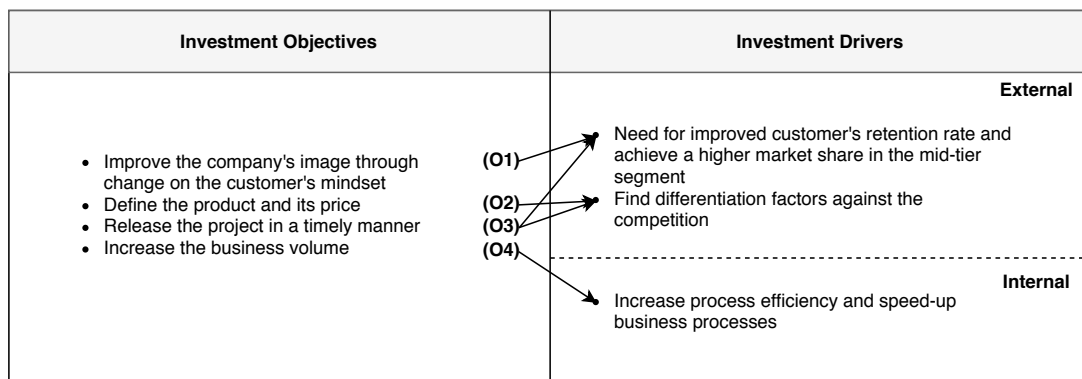 Investment Objectives
Investment Drivers
External
Improve the company's image through
change on the customer's mindset
Define the product and its price
Release the project in a timely manner
Increase the business volume
(O1)
(O2)
(O3)
(O4)
Need for improved customer's retention rate and
achieve a higher market share in the mid-tier
segment
Find differentiation factors against the
competition
Internal
Increase process efficiency and speed-up
business processes